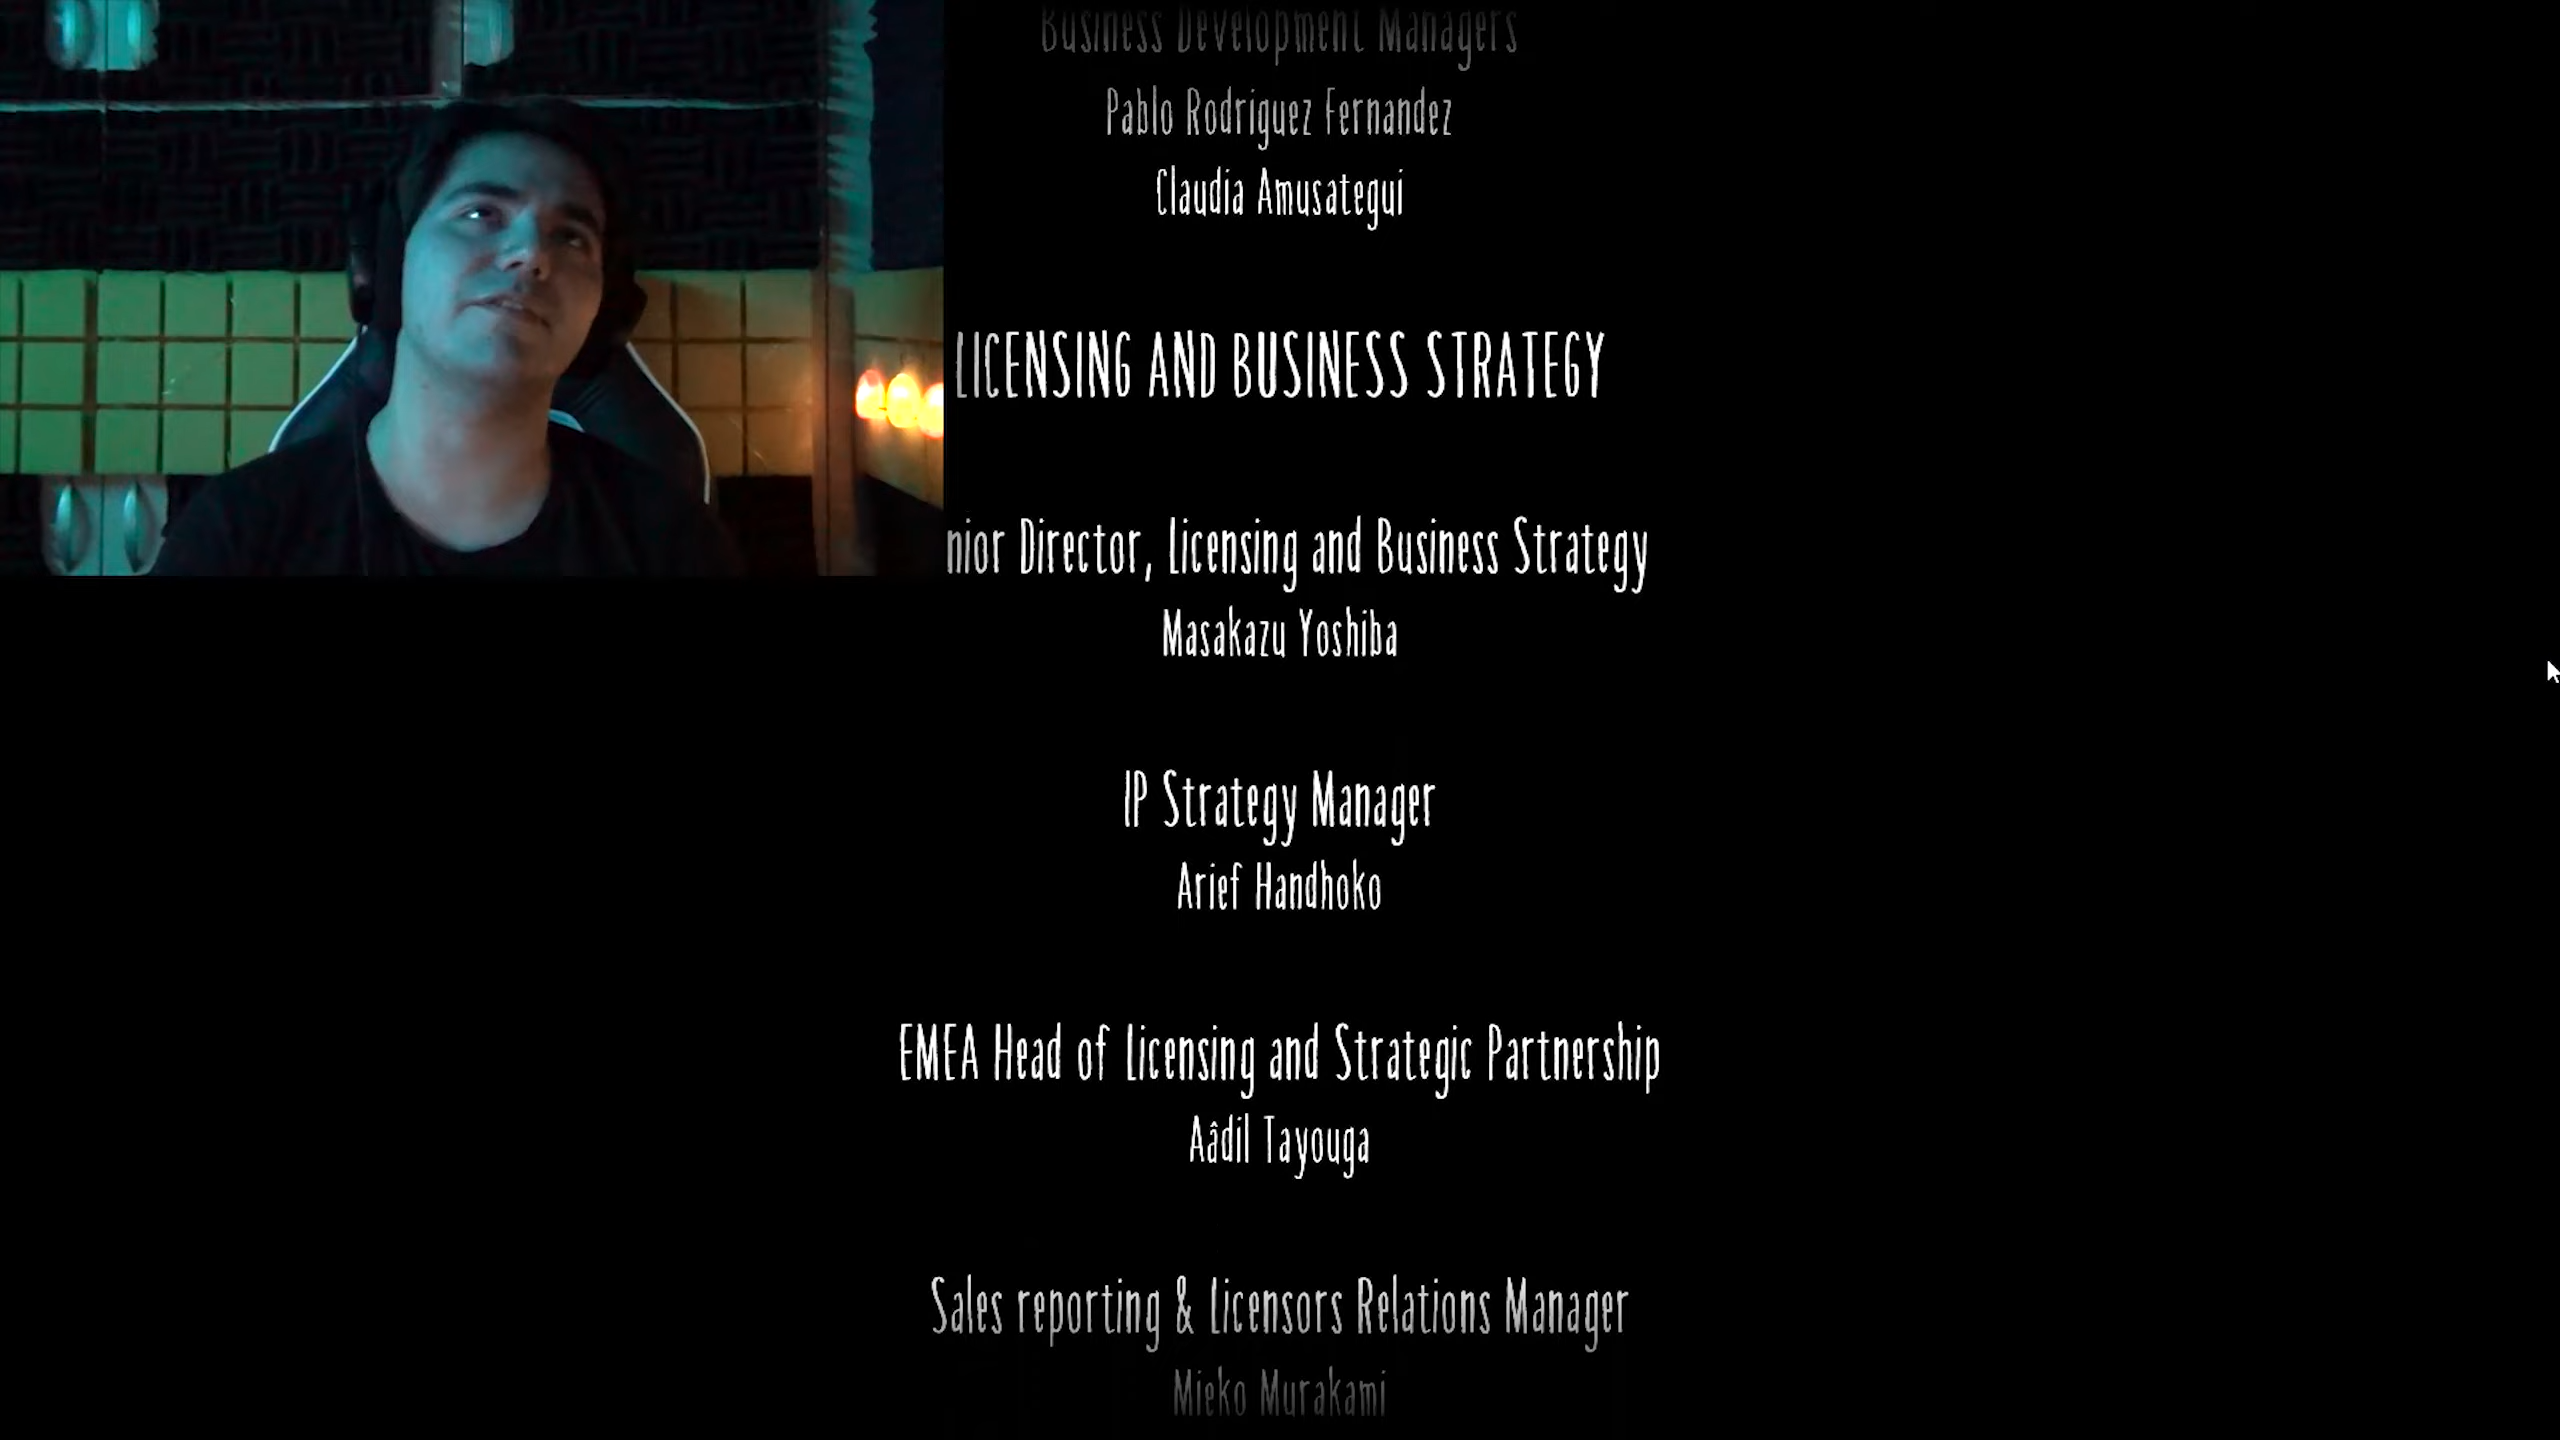 Business Development Managers
Pablo Rodriguez Fernandez
Claudia Amusategui
LICENSING AND BUSINESS STRATEGY
nior Director, Licensing and Business Strategy
Masakazu Yoshiba
IP Strategy Manager
Arief Handhoko
EMEA Head of Licensing and Strategic Partnership
Aâdil Tayouga
Sales reporting & Licensors Relations Manager
Mieko Murakami